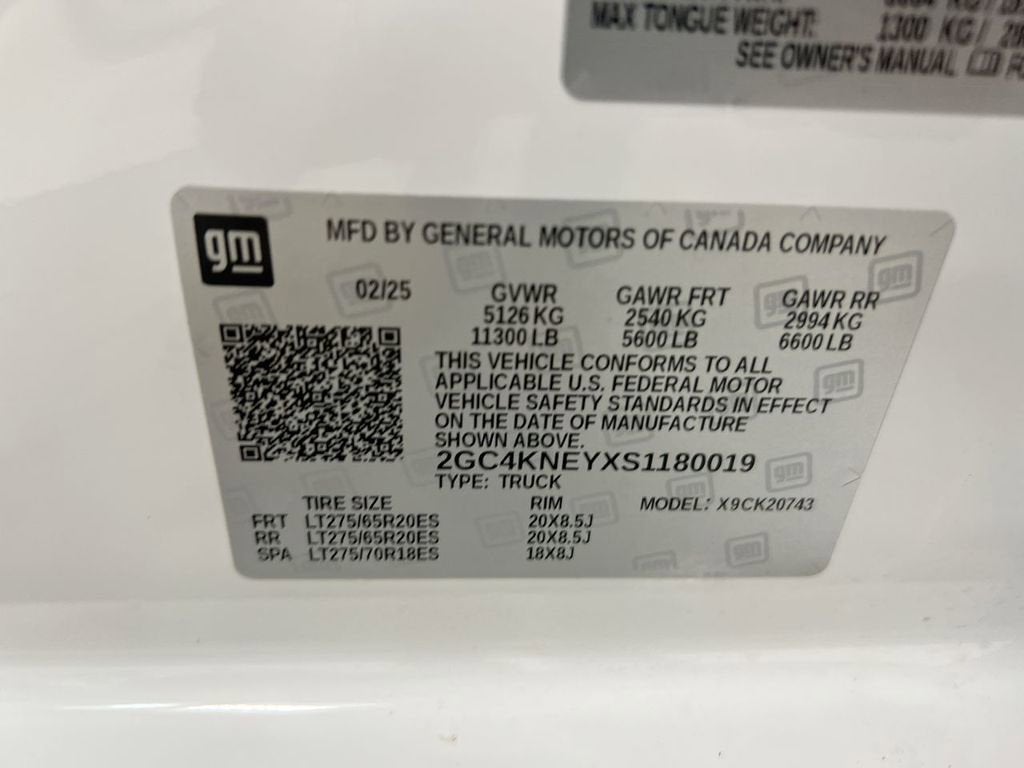 MAX TONGUE WEIGHT: 1300 KG /
SEE OWNER'S MANUAL
gm
MFD BY GENERAL MOTORS OF CANADA COMPANY
02/25 GVWR GAWR FRT GAWR RR
5126 KG 2540 KG 2994 KG
11300 LB 5600 LB 6600 LB
THIS VEHICLE CONFORMS TO ALL
APPLICABLE U.S. FEDERAL MOTOR
VEHICLE SAFETY STANDARDS IN EFFECT
ON THE DATE OF MANUFACTURE
SHOWN ABOVE.
2GC4KNEYXS1180019
TYPE: TRUCK
TIRE SIZE RIM MODEL: X9CK20743
FRT LT275/65R20ES 20X8.5J
RR LT275/65R20ES 20X8.5J
SPA LT275/70R18ES 18X8J